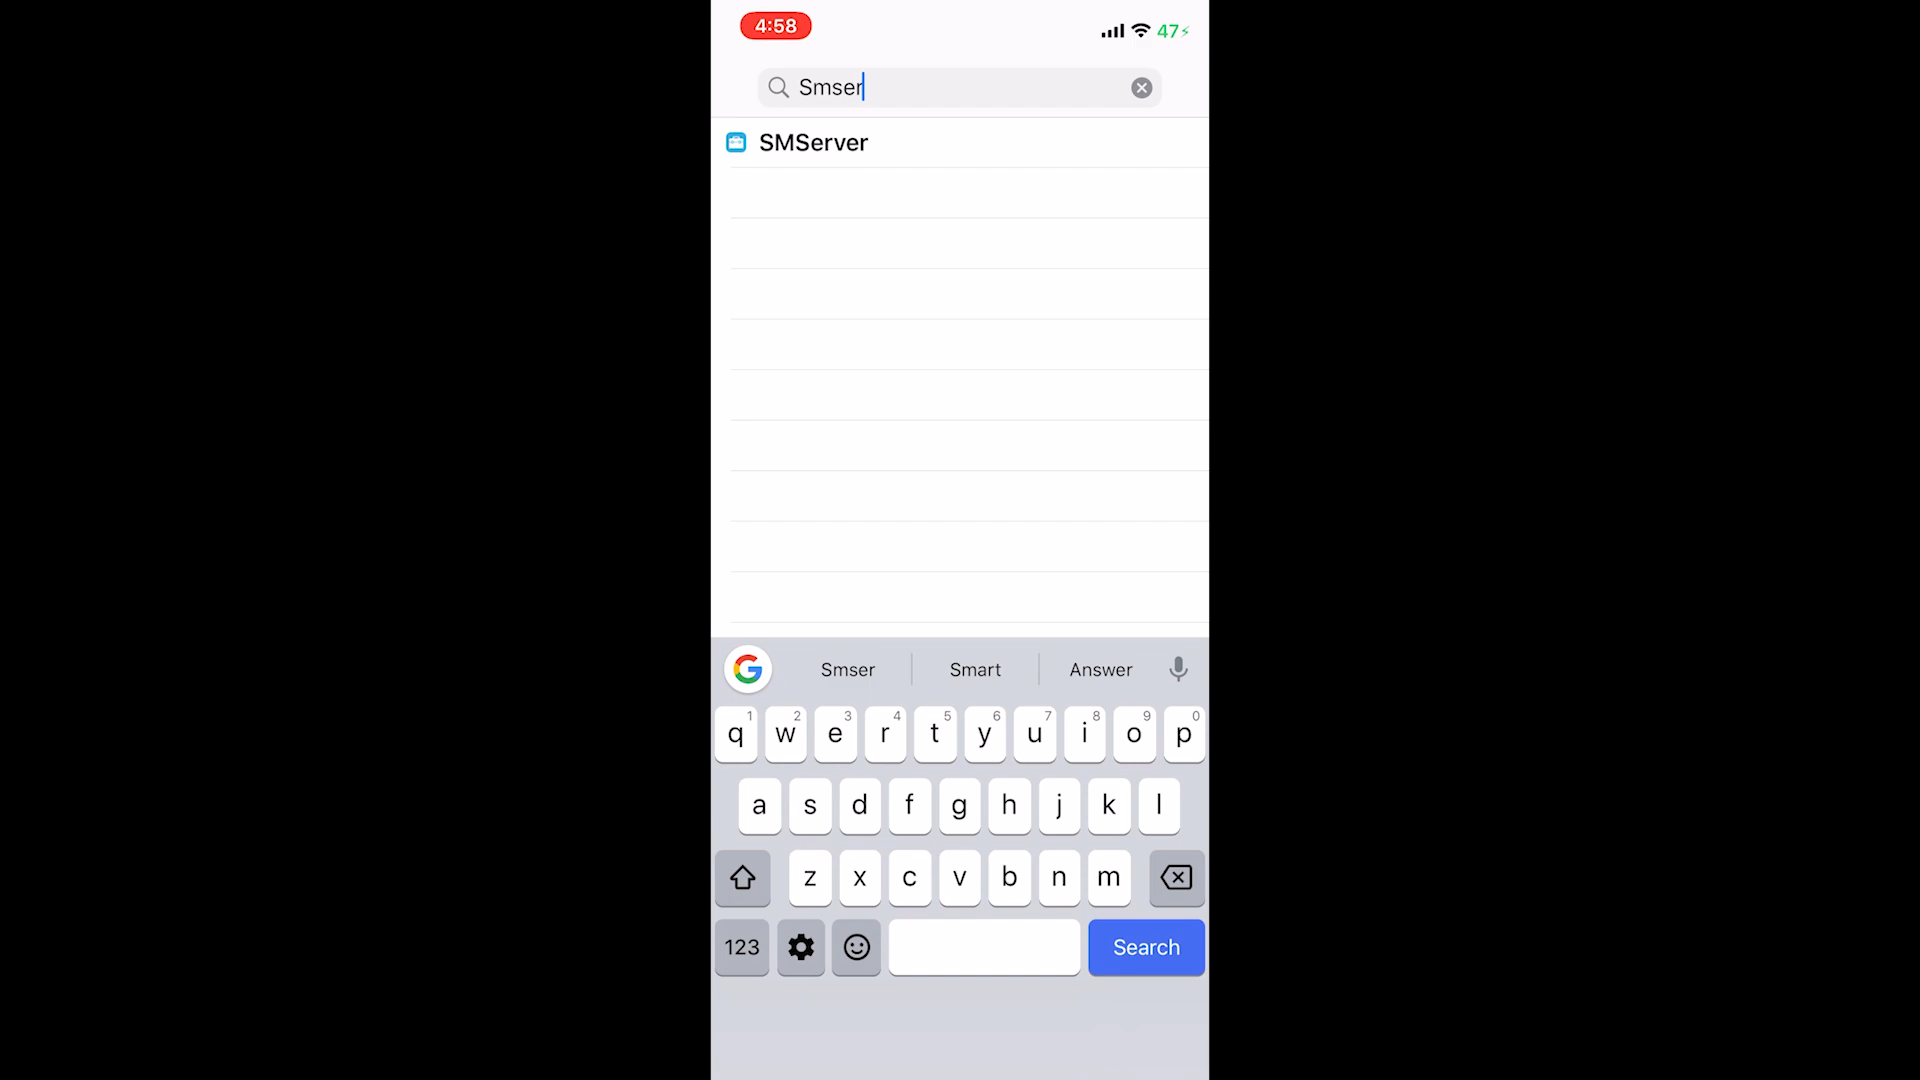 4:58
47
Smser
SMServer
Smser Smart Answer
1 2 3 4 5 6 7 8 9 0
q w e r t y u i o p
a s d f g h j k l
z x c v b n m
123 Search